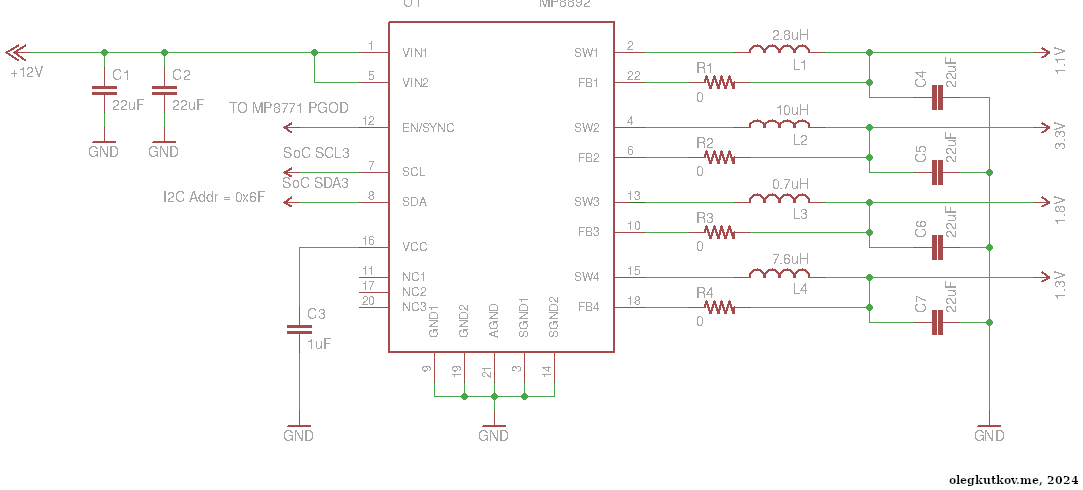 U1
MP8892
+12V
C1
22uF
GND
C2
22uF
GND
TO MP8771 PGOD
SoC SCL3
SoC SDA3
I2C Addr = 0x6F
C3
1uF
GND
1 VIN1
5 VIN2
12 EN/SYNC
7 SCL
8 SDA
16 VCC
11 NC1
17 NC2
20 NC3
GND1 9
GND2 19
AGND 21
SGND1 3
SGND2 14
GND
SW1 2
FB1 22
SW2 4
FB2 6
SW3 13
FB3 10
SW4 15
FB4 18
2.8uH
L1
R1
0
C4
22uF
1.1V
10uH
L2
R2
0
C5
22uF
3.3V
0.7uH
L3
R3
0
C6
22uF
1.8V
7.6uH
L4
R4
0
C7
22uF
1.3V
GND
olegkutkov.me, 2024